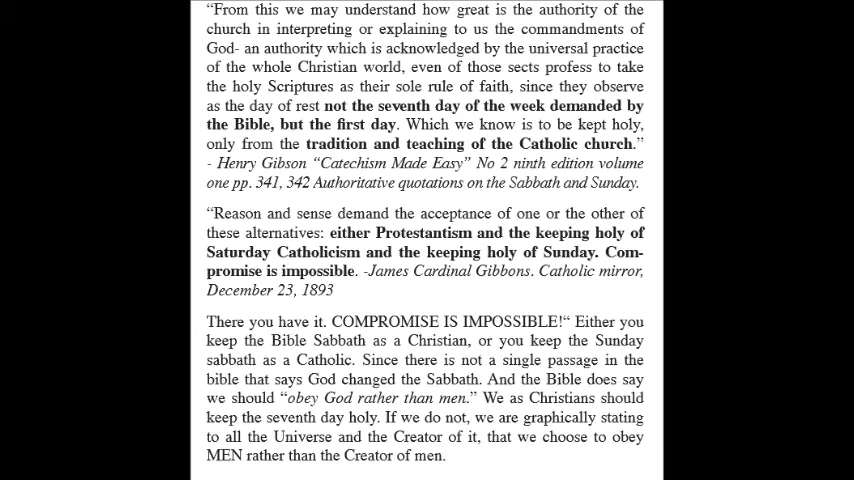 “From this we may understand how great is the authority of the
church in interpreting or explaining to us the commandments of
God- an authority which is acknowledged by the universal practice
of the whole Christian world, even of those sects profess to take
the holy Scriptures as their sole rule of faith, since they observe
as the day of rest not the seventh day of the week demanded by
the Bible, but the first day. Which we know is to be kept holy,
only from the tradition and teaching of the Catholic church.”
- Henry Gibson “Catechism Made Easy” No 2 ninth edition volume
one pp. 341, 342 Authoritative quotations on the Sabbath and Sunday.
“Reason and sense demand the acceptance of one or the other of
these alternatives: either Protestantism and the keeping holy of
Saturday Catholicism and the keeping holy of Sunday. Com-
promise is impossible. -James Cardinal Gibbons. Catholic mirror,
December 23, 1893
There you have it. COMPROMISE IS IMPOSSIBLE!“ Either you
keep the Bible Sabbath as a Christian, or you keep the Sunday
sabbath as a Catholic. Since there is not a single passage in the
bible that says God changed the Sabbath. And the Bible does say
we should “obey God rather than men.” We as Christians should
keep the seventh day holy. If we do not, we are graphically stating
to all the Universe and the Creator of it, that we choose to obey
MEN rather than the Creator of men.